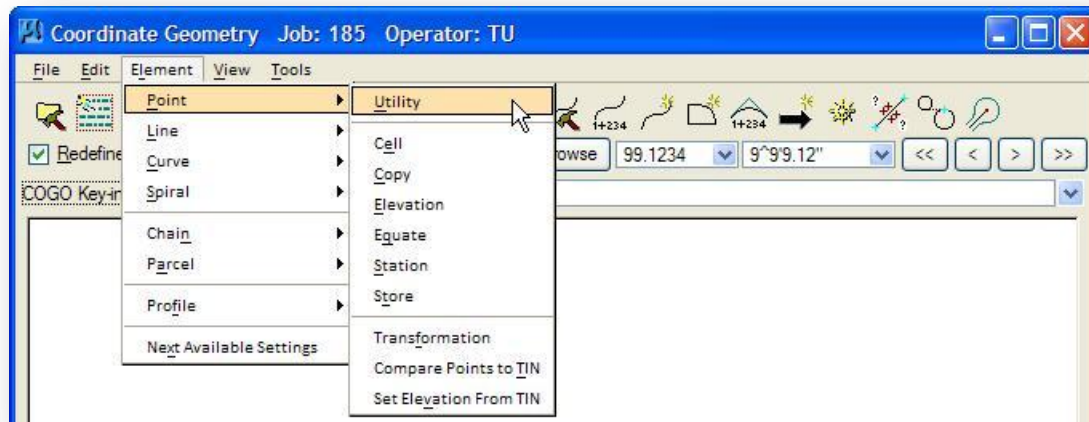 Coordinate Geometry Job: 185 Operator: TU
File Edit Element View Tools
Point
Line
Curve
Spiral
Chain
Parcel
Profile
Next Available Settings
Utility
Cell
Copy
Elevation
Equate
Station
Store
Transformation
Compare Points to TIN
Set Elevation From TIN
1+234
1+234
Redefine
owse
99.1234
9^9'9.12"
<<
<
>
>>
COGO Key-in